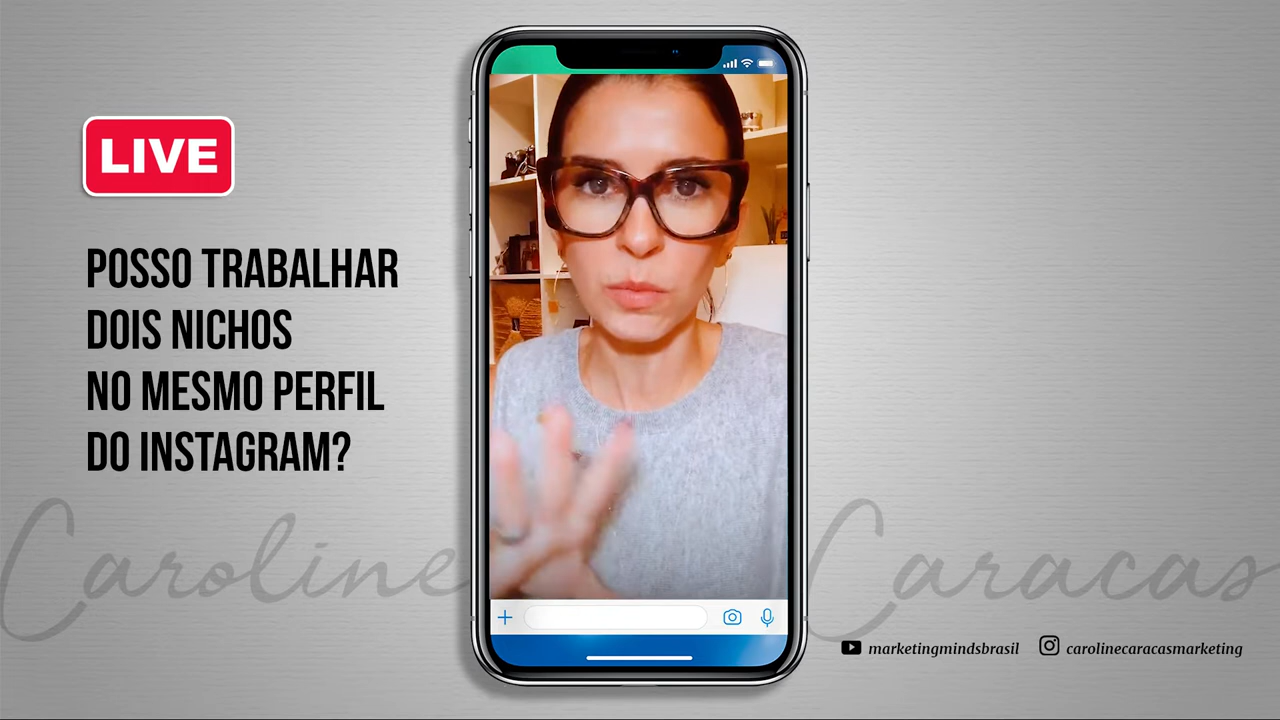 LIVE
POSSO TRABALHAR
DOIS NICHOS
NO MESMO PERFIL
DO INSTAGRAM?
Caroline Caracas
marketingmindsbrasil
carolinecaracasmarketing